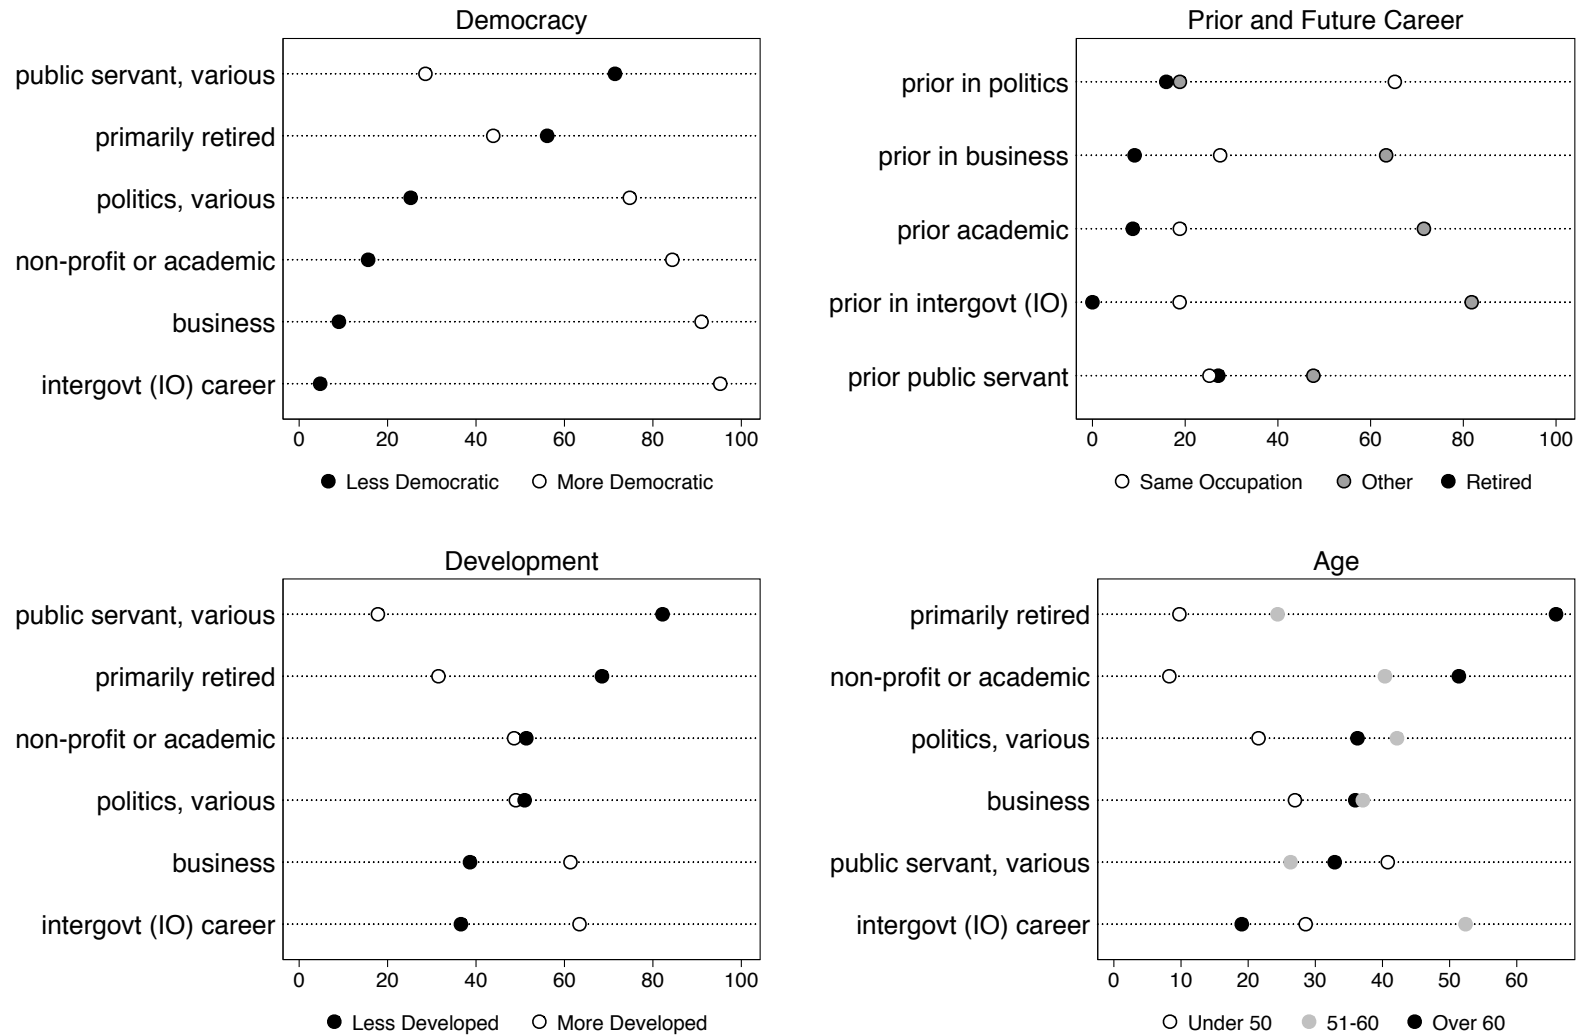 Democracy
public servant, various
primarily retired
politics, various
non-profit or academic
business
intergovt (IO) career
0 20 40 60 80 100
Less Democratic More Democratic
Prior and Future Career
prior in politics
prior in business
prior academic
prior in intergovt (IO)
prior public servant
0 20 40 60 80 100
Same Occupation Other Retired
Development
public servant, various
primarily retired
non-profit or academic
politics, various
business
intergovt (IO) career
0 20 40 60 80 100
Less Developed More Developed
Age
primarily retired
non-profit or academic
politics, various
business
public servant, various
intergovt (IO) career
0 10 20 30 40 50 60
Under 50 51-60 Over 60